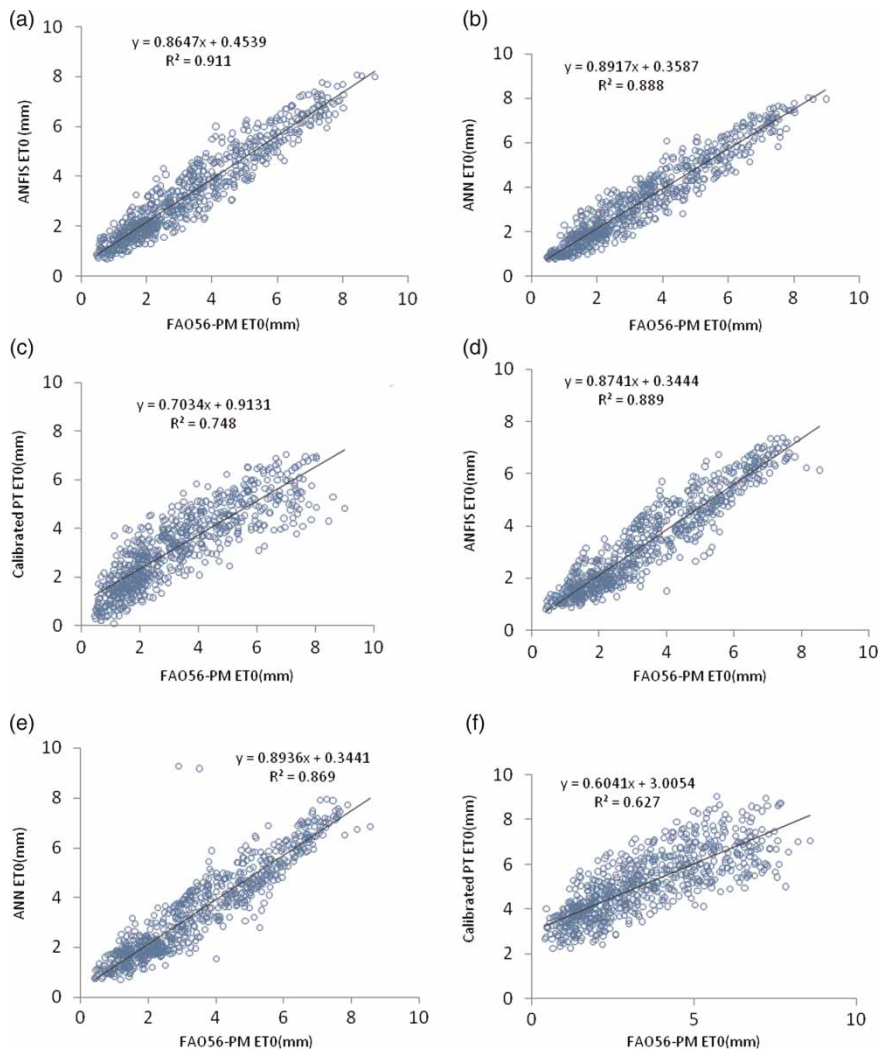 (a)
y = 0.8647x + 0.4539
R² = 0.911
ANFIS ET0 (mm)
10
8
6
4
2
0
0 2 4 6 8 10
FAO56-PM ET0(mm)
(b)
y = 0.8917x + 0.3587
R² = 0.888
ANN ET0(mm)
10
8
6
4
2
0
0 2 4 6 8 10
FAO56-PM ET0(mm)
(c)
y = 0.7034x + 0.9131
R² = 0.748
Calibrated PT ET0(mm)
10
8
6
4
2
0
0 2 4 6 8 10
FAO56-PM ET0(mm)
(d)
y = 0.8741x + 0.3444
R² = 0.889
ANFIS ET0(mm)
10
8
6
4
2
0
0 2 4 6 8 10
FAO56-PM ET0(mm)
(e)
y = 0.8936x + 0.3441
R² = 0.869
ANN ET0(mm)
10
8
6
4
2
0
0 2 4 6 8 10
FAO56-PM ET0(mm)
(f)
y = 0.6041x + 3.0054
R² = 0.627
Calibrated PT ET0(mm)
10
8
6
4
2
0
0 5 10
FAO56-PM ET0(mm)